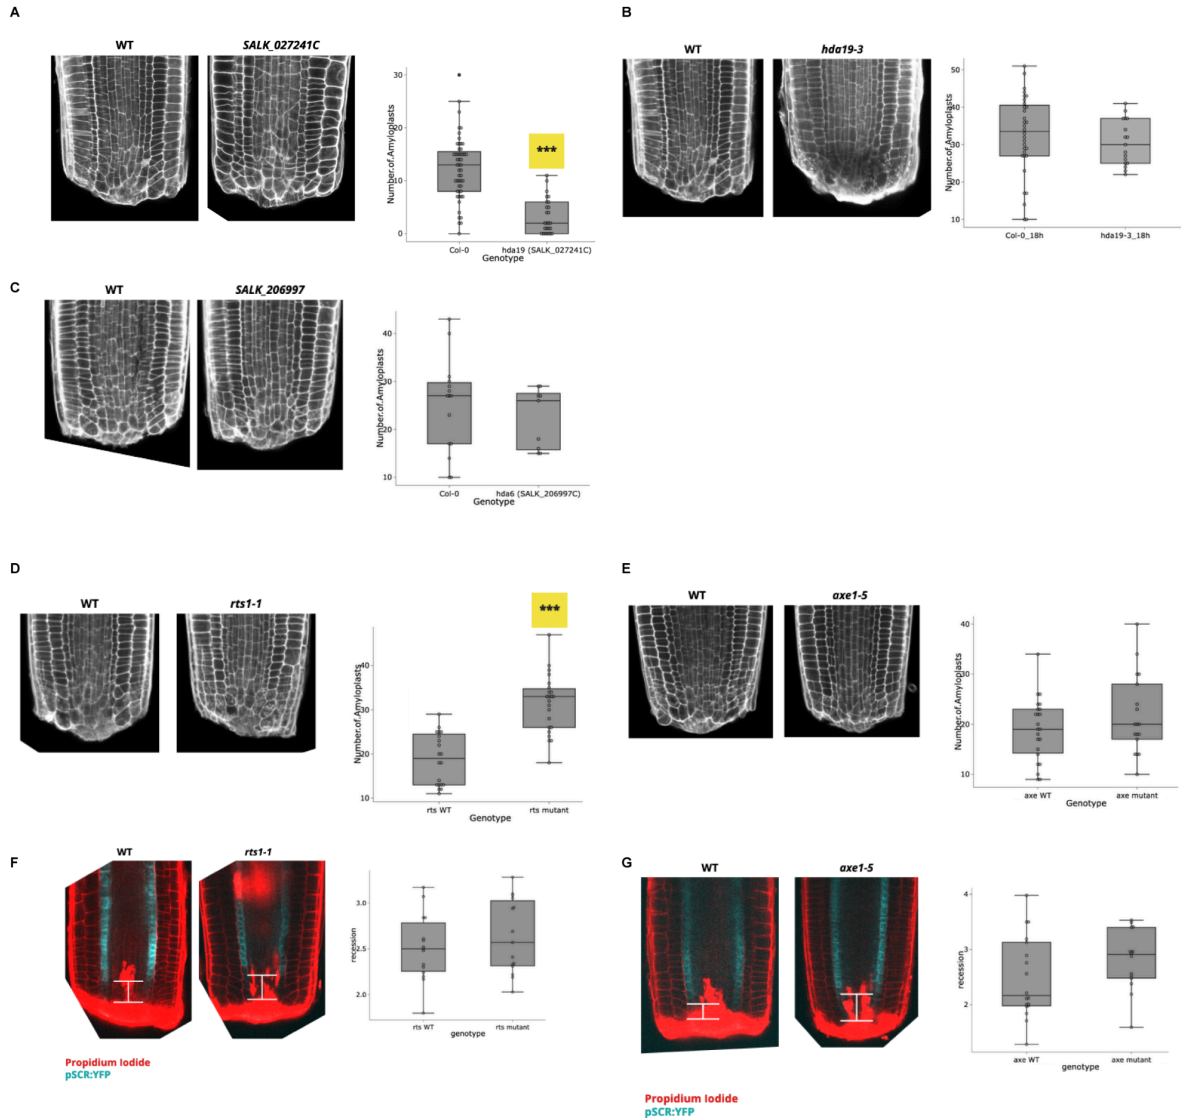 A
WT
SALK_027241C
Number.of.Amyloplasts
30
20
10
0
***
Col-0
hda19 (SALK_027241C)
Genotype
B
WT
hda19-3
Number.of.Amyloplasts
50
40
30
20
10
Col-0_18h
hda19-3_18h
C
WT
SALK_206997
Number.of.Amyloplasts
40
30
20
10
Col-0
hda6 (SALK_206997C)
Genotype
D
WT
rts1-1
***
Number.of.Amyloplasts
40
30
20
10
rts WT
rts mutant
Genotype
E
WT
axe1-5
Number.of.Amyloplasts
40
30
20
10
axe WT
axe mutant
Genotype
F
WT
rts1-1
recession
3.0
2.5
2.0
rts WT
rts mutant
genotype
Propidium Iodide
pSCR:YFP
G
WT
axe1-5
recession
4
3
2
axe WT
axe mutant
genotype
Propidium Iodide
pSCR:YFP